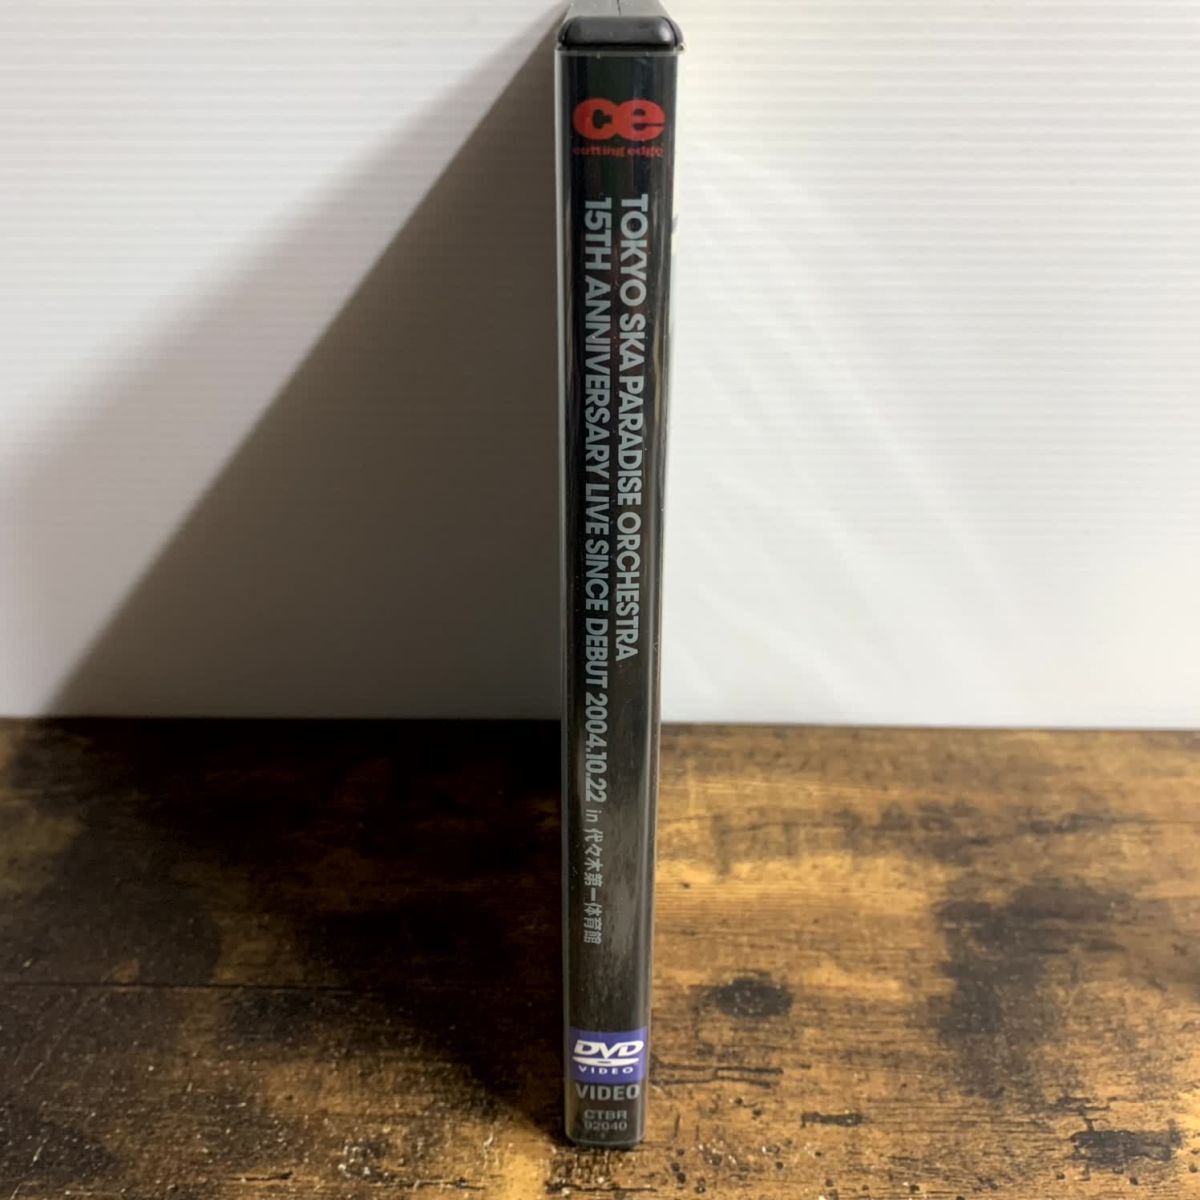 ce
cutting edge
TOKYO SKA PARADISE ORCHESTRA
15TH ANNIVERSARY LIVE SINCE DEBUT 2004.10.22 in 代々木第一体育館
DVD
VIDEO
VIDEO
CTBR
92040